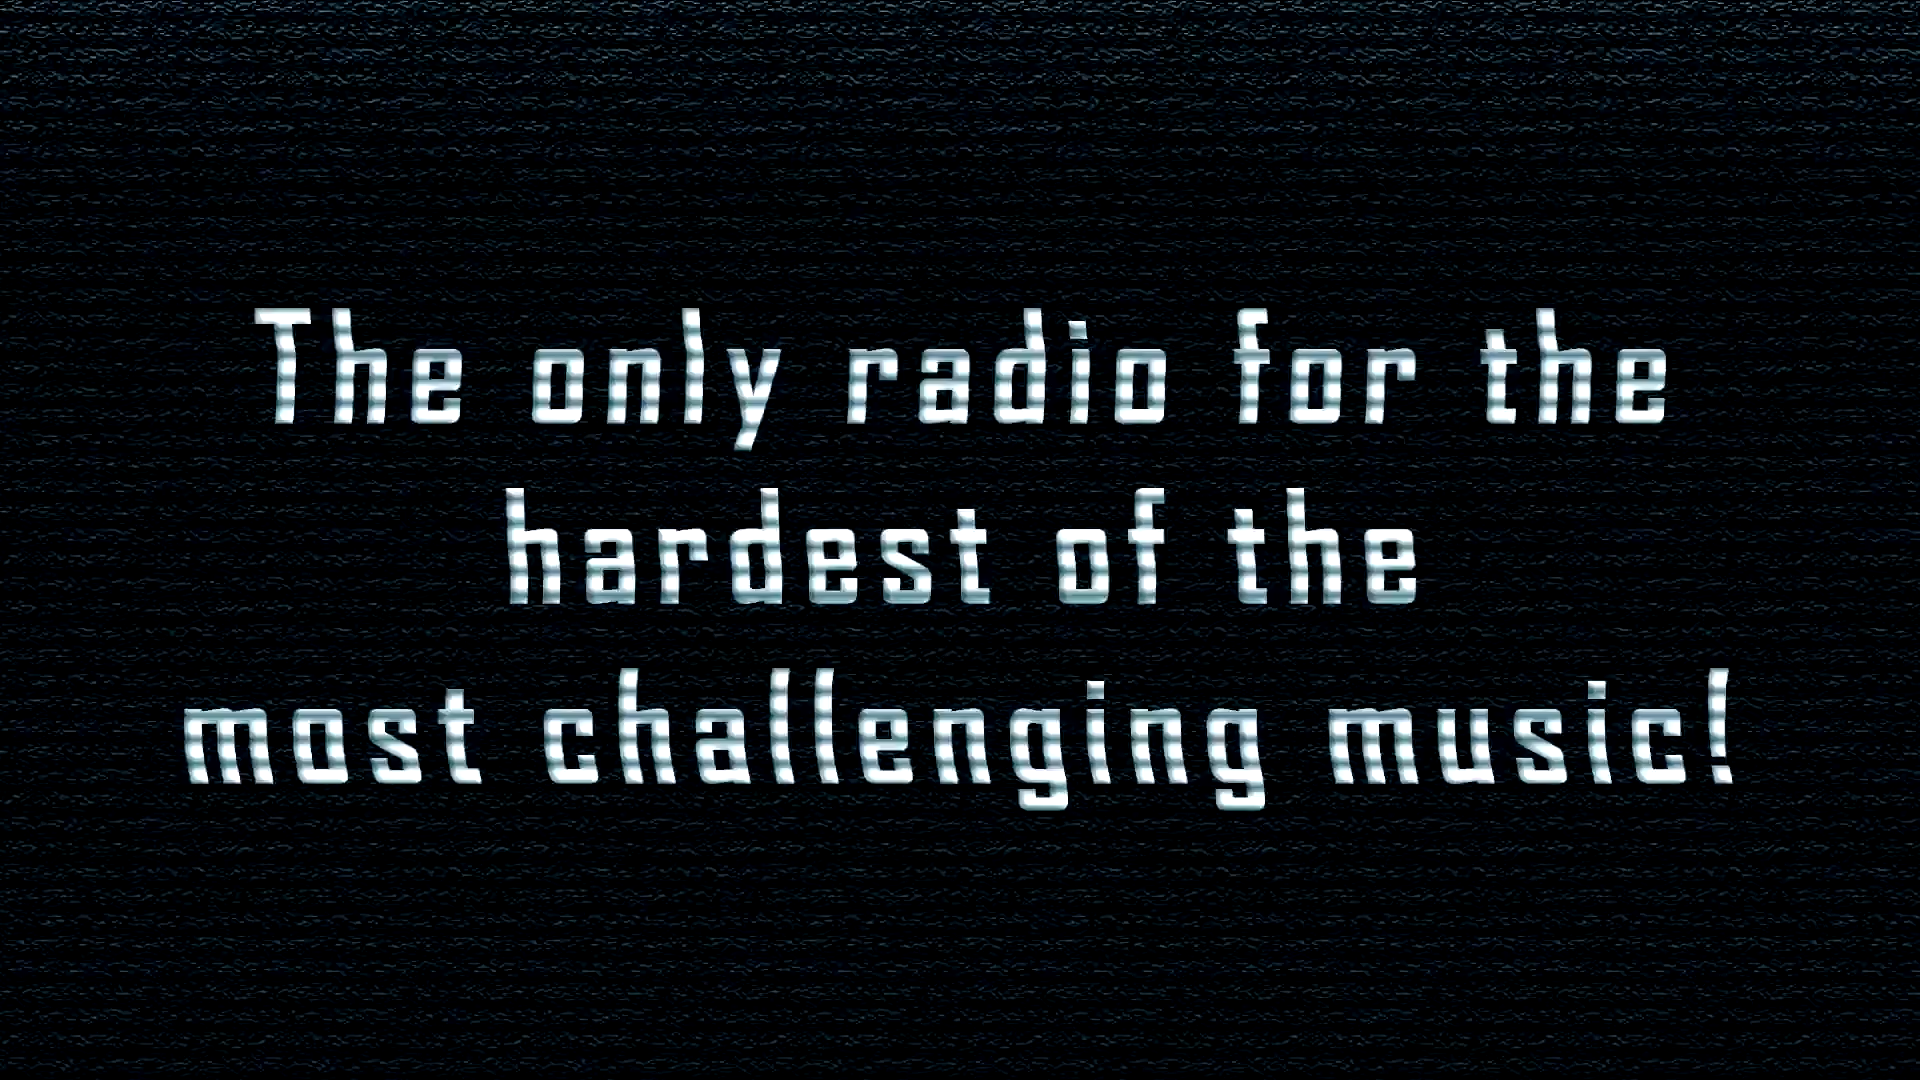 The only radio for the
hardest of the
most challenging music!